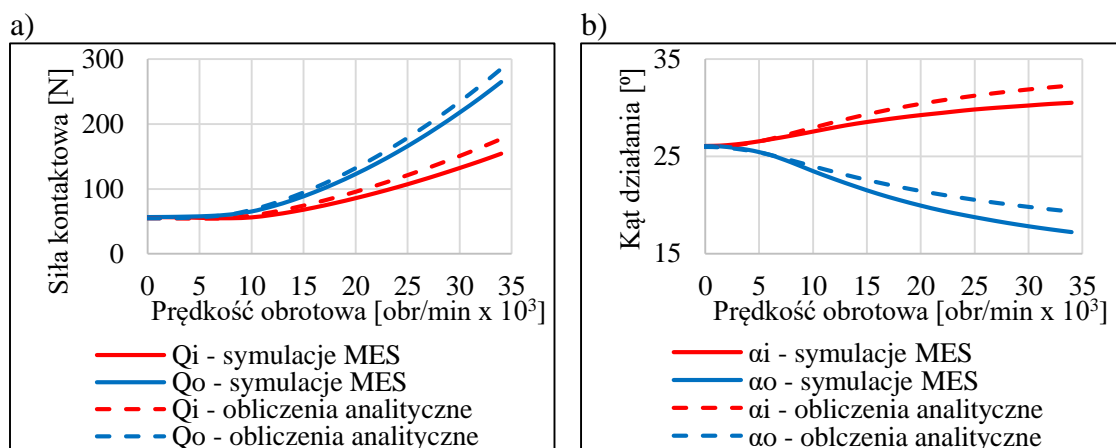 a)
Siła kontaktowa [N]
300
200
100
0
0 5 10 15 20 25 30 35
Prędkość obrotowa [obr/min x 10³]
Qi - symulacje MES
Qo - symulacje MES
Qi - obliczenia analityczne
Qo - obliczenia analityczne
b)
Kąt działania [⁰]
35
25
15
0 5 10 15 20 25 30 35
Prędkość obrotowa [obr/min x 10³]
αi - symulacje MES
αo - symulacje MES
αi - obliczenia analityczne
αo - oblczenia analityczne